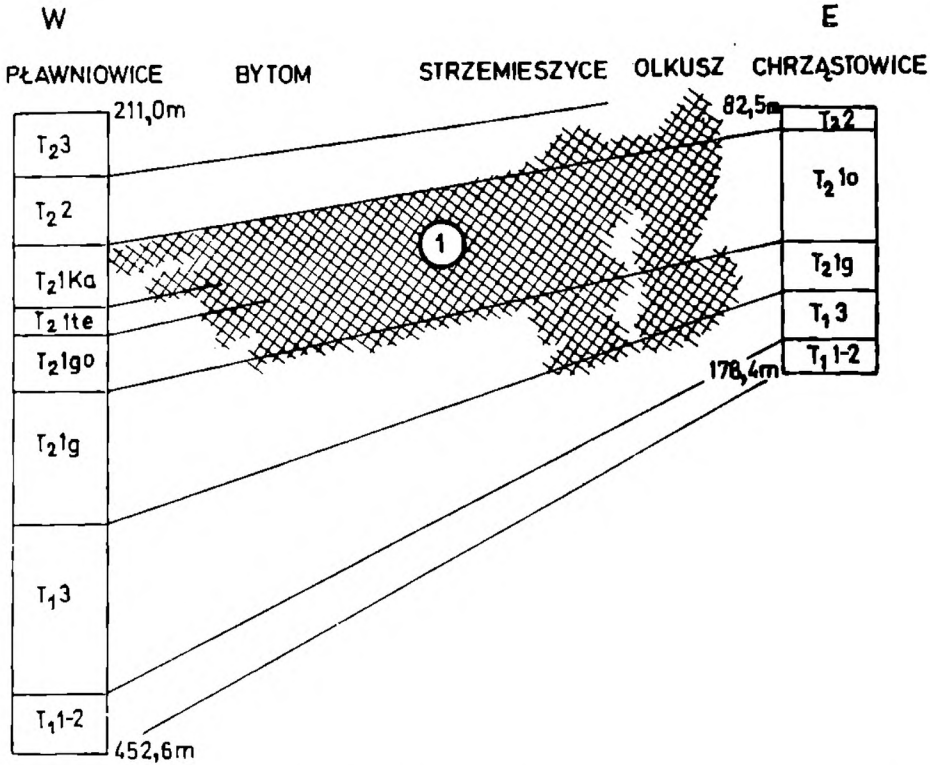 W E
PŁAWNIOWICE BYTOM STRZEMIESZYCE OLKUSZ CHRZĄSTOWICE
211,0m 82,5m
T₂3
T₂2
T₂1Ka
T₂1te
T₂1go
T₂1g
T₁3
T₁1-2
452,6m
1
T₂2
T₂1o
T₂1g
T₁3
T₁1-2
178,4m